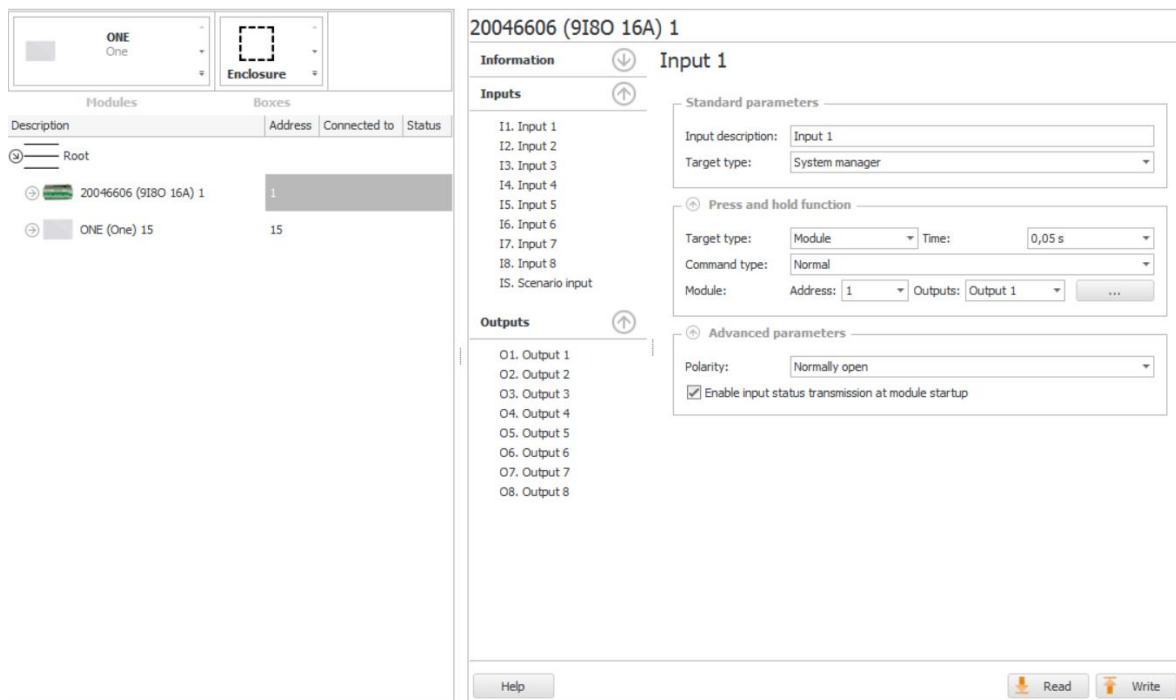 ONE
One
Enclosure
Modules
Boxes
Description Address Connected to Status
Root
20046606 (9I8O 16A) 1 1
ONE (One) 15 15
20046606 (9I8O 16A) 1
Information
Inputs
I1. Input 1
I2. Input 2
I3. Input 3
I4. Input 4
I5. Input 5
I6. Input 6
I7. Input 7
I8. Input 8
IS. Scenario input
Outputs
O1. Output 1
O2. Output 2
O3. Output 3
O4. Output 4
O5. Output 5
O6. Output 6
O7. Output 7
O8. Output 8
Input 1
Standard parameters
Input description: Input 1
Target type: System manager
Press and hold function
Target type: Module Time: 0,05 s
Command type: Normal
Module: Address: 1 Outputs: Output 1 ...
Advanced parameters
Polarity: Normally open
Enable input status transmission at module startup
Help Read Write